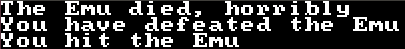 The Emu died, horribly
You have defeated the Emu
You hit the Emu